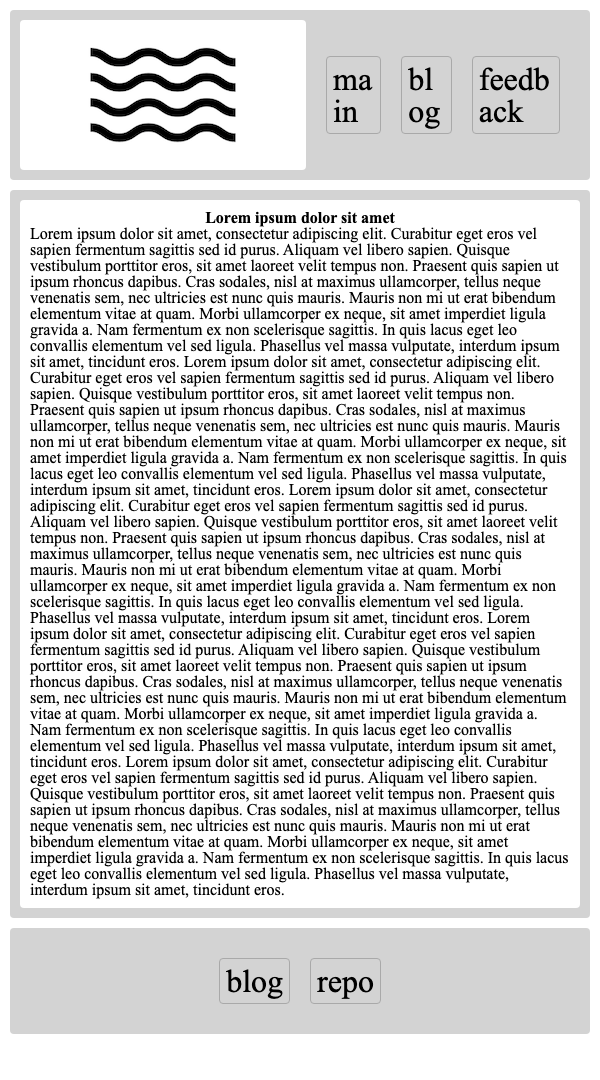 ma
in
bl
og
feedb
ack
Lorem ipsum dolor sit amet
Lorem ipsum dolor sit amet, consectetur adipiscing elit. Curabitur eget eros vel
sapien fermentum sagittis sed id purus. Aliquam vel libero sapien. Quisque
vestibulum porttitor eros, sit amet laoreet velit tempus non. Praesent quis sapien ut
ipsum rhoncus dapibus. Cras sodales, nisl at maximus ullamcorper, tellus neque
venenatis sem, nec ultricies est nunc quis mauris. Mauris non mi ut erat bibendum
elementum vitae at quam. Morbi ullamcorper ex neque, sit amet imperdiet ligula
gravida a. Nam fermentum ex non scelerisque sagittis. In quis lacus eget leo
convallis elementum vel sed ligula. Phasellus vel massa vulputate, interdum ipsum
sit amet, tincidunt eros. Lorem ipsum dolor sit amet, consectetur adipiscing elit.
Curabitur eget eros vel sapien fermentum sagittis sed id purus. Aliquam vel libero
sapien. Quisque vestibulum porttitor eros, sit amet laoreet velit tempus non.
Praesent quis sapien ut ipsum rhoncus dapibus. Cras sodales, nisl at maximus
ullamcorper, tellus neque venenatis sem, nec ultricies est nunc quis mauris. Mauris
non mi ut erat bibendum elementum vitae at quam. Morbi ullamcorper ex neque, sit
amet imperdiet ligula gravida a. Nam fermentum ex non scelerisque sagittis. In quis
lacus eget leo convallis elementum vel sed ligula. Phasellus vel massa vulputate,
interdum ipsum sit amet, tincidunt eros. Lorem ipsum dolor sit amet, consectetur
adipiscing elit. Curabitur eget eros vel sapien fermentum sagittis sed id purus.
Aliquam vel libero sapien. Quisque vestibulum porttitor eros, sit amet laoreet velit
tempus non. Praesent quis sapien ut ipsum rhoncus dapibus. Cras sodales, nisl at
maximus ullamcorper, tellus neque venenatis sem, nec ultricies est nunc quis
mauris. Mauris non mi ut erat bibendum elementum vitae at quam. Morbi
ullamcorper ex neque, sit amet imperdiet ligula gravida a. Nam fermentum ex non
scelerisque sagittis. In quis lacus eget leo convallis elementum vel sed ligula.
Phasellus vel massa vulputate, interdum ipsum sit amet, tincidunt eros. Lorem
ipsum dolor sit amet, consectetur adipiscing elit. Curabitur eget eros vel sapien
fermentum sagittis sed id purus. Aliquam vel libero sapien. Quisque vestibulum
porttitor eros, sit amet laoreet velit tempus non. Praesent quis sapien ut ipsum
rhoncus dapibus. Cras sodales, nisl at maximus ullamcorper, tellus neque venenatis
sem, nec ultricies est nunc quis mauris. Mauris non mi ut erat bibendum elementum
vitae at quam. Morbi ullamcorper ex neque, sit amet imperdiet ligula gravida a.
Nam fermentum ex non scelerisque sagittis. In quis lacus eget leo convallis
elementum vel sed ligula. Phasellus vel massa vulputate, interdum ipsum sit amet,
tincidunt eros. Lorem ipsum dolor sit amet, consectetur adipiscing elit. Curabitur
eget eros vel sapien fermentum sagittis sed id purus. Aliquam vel libero sapien.
Quisque vestibulum porttitor eros, sit amet laoreet velit tempus non. Praesent quis
sapien ut ipsum rhoncus dapibus. Cras sodales, nisl at maximus ullamcorper, tellus
neque venenatis sem, nec ultricies est nunc quis mauris. Mauris non mi ut erat
bibendum elementum vitae at quam. Morbi ullamcorper ex neque, sit amet
imperdiet ligula gravida a. Nam fermentum ex non scelerisque sagittis. In quis lacus
eget leo convallis elementum vel sed ligula. Phasellus vel massa vulputate,
interdum ipsum sit amet, tincidunt eros.
blog
repo